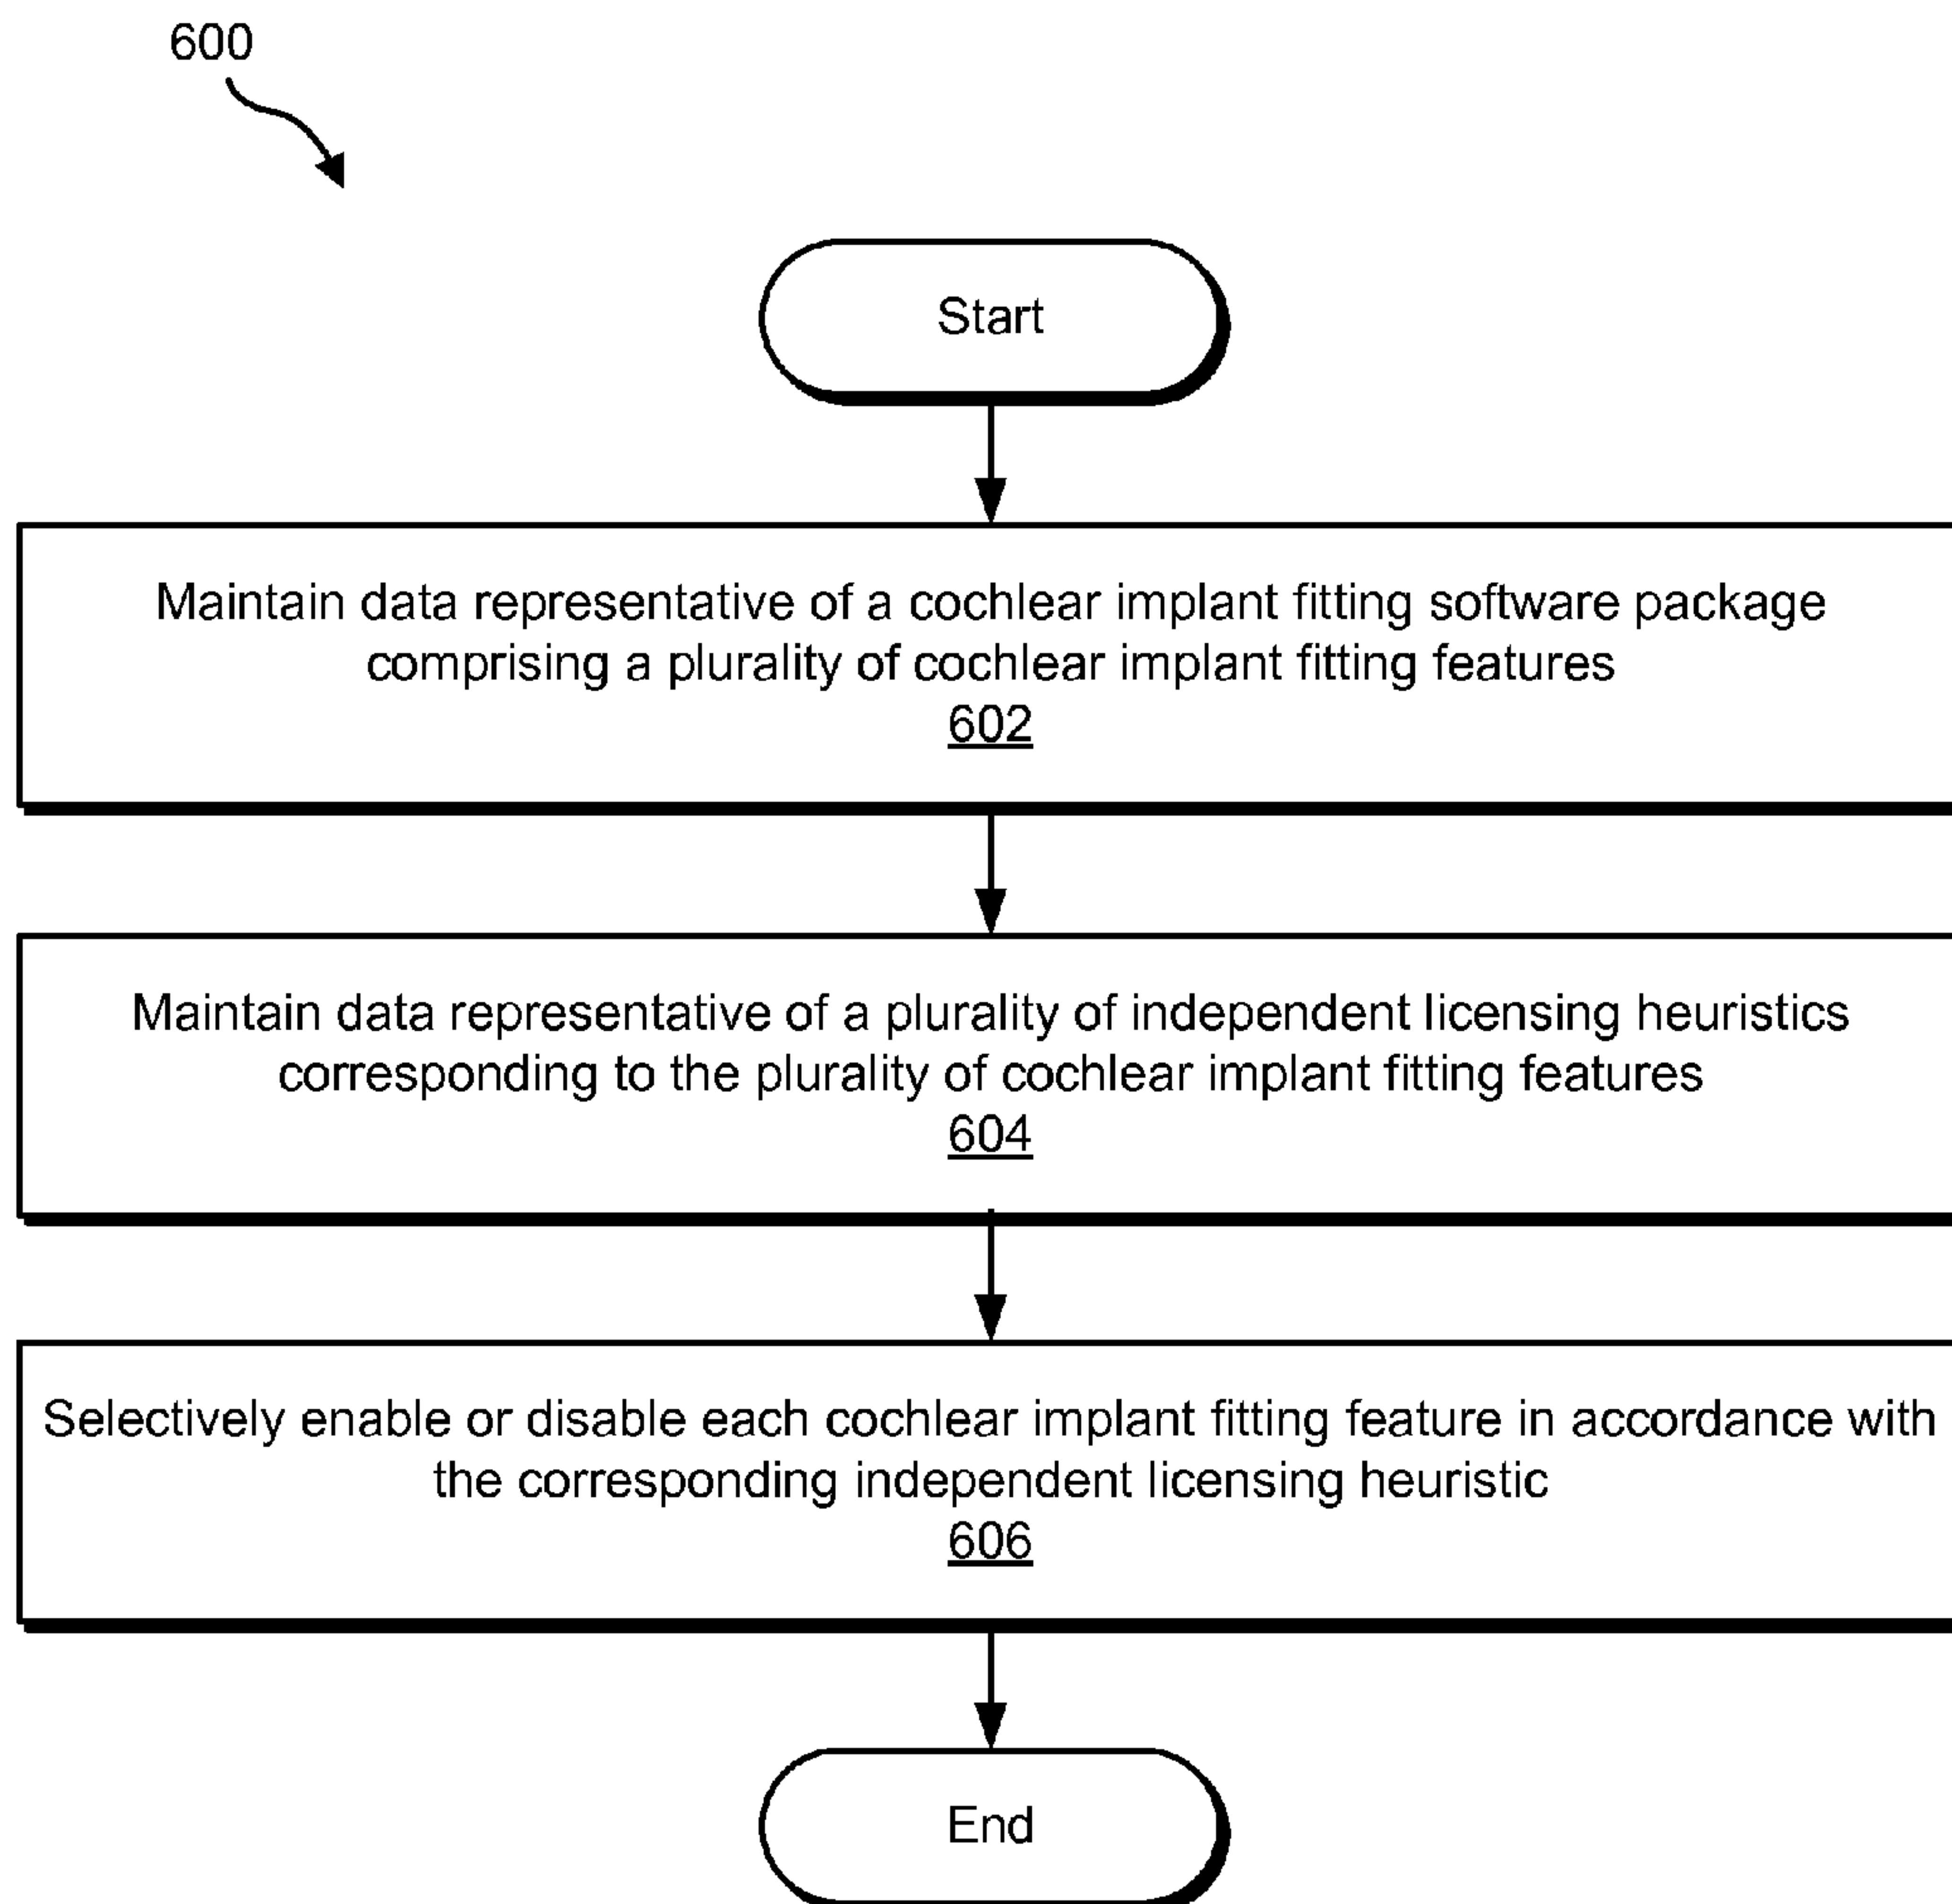 600
Start
Maintain data representative of a cochlear implant fitting software package
comprising a plurality of cochlear implant fitting features
602
Maintain data representative of a plurality of independent licensing heuristics
corresponding to the plurality of cochlear implant fitting features
604
Selectively enable or disable each cochlear implant fitting feature in accordance with
the corresponding independent licensing heuristic
606
End